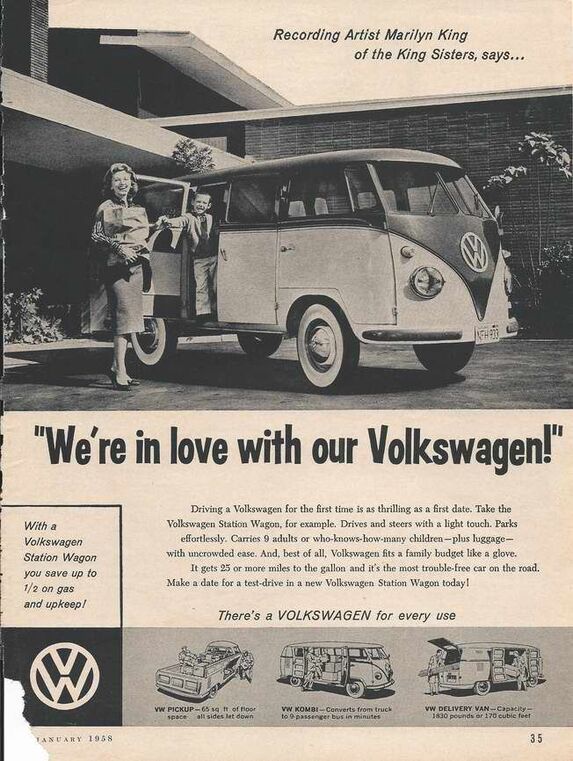 Recording Artist Marilyn King
of the King Sisters, says...
VW
NFH 933
"We're in love with our Volkswagen!"
Driving a Volkswagen for the first time is as thrilling as a first date. Take the
Volkswagen Station Wagon, for example. Drives and steers with a light touch. Parks
effortlessly. Carries 9 adults or who-knows-how-many children—plus luggage—
with uncrowded ease. And, best of all, Volkswagen fits a family budget like a glove.
It gets 25 or more miles to the gallon and it's the most trouble-free car on the road.
Make a date for a test-drive in a new Volkswagen Station Wagon today!
With a
Volkswagen
Station Wagon
you save up to
1/2 on gas
and upkeep!
There's a VOLKSWAGEN for every use
VW
VW PICKUP—65 sq ft of floor
space all sides let down
VW KOMBI—Converts from truck
to 9-passenger bus in minutes
VW DELIVERY VAN—Capacity—
1830 pounds or 170 cubic feet
JANUARY 1958
35